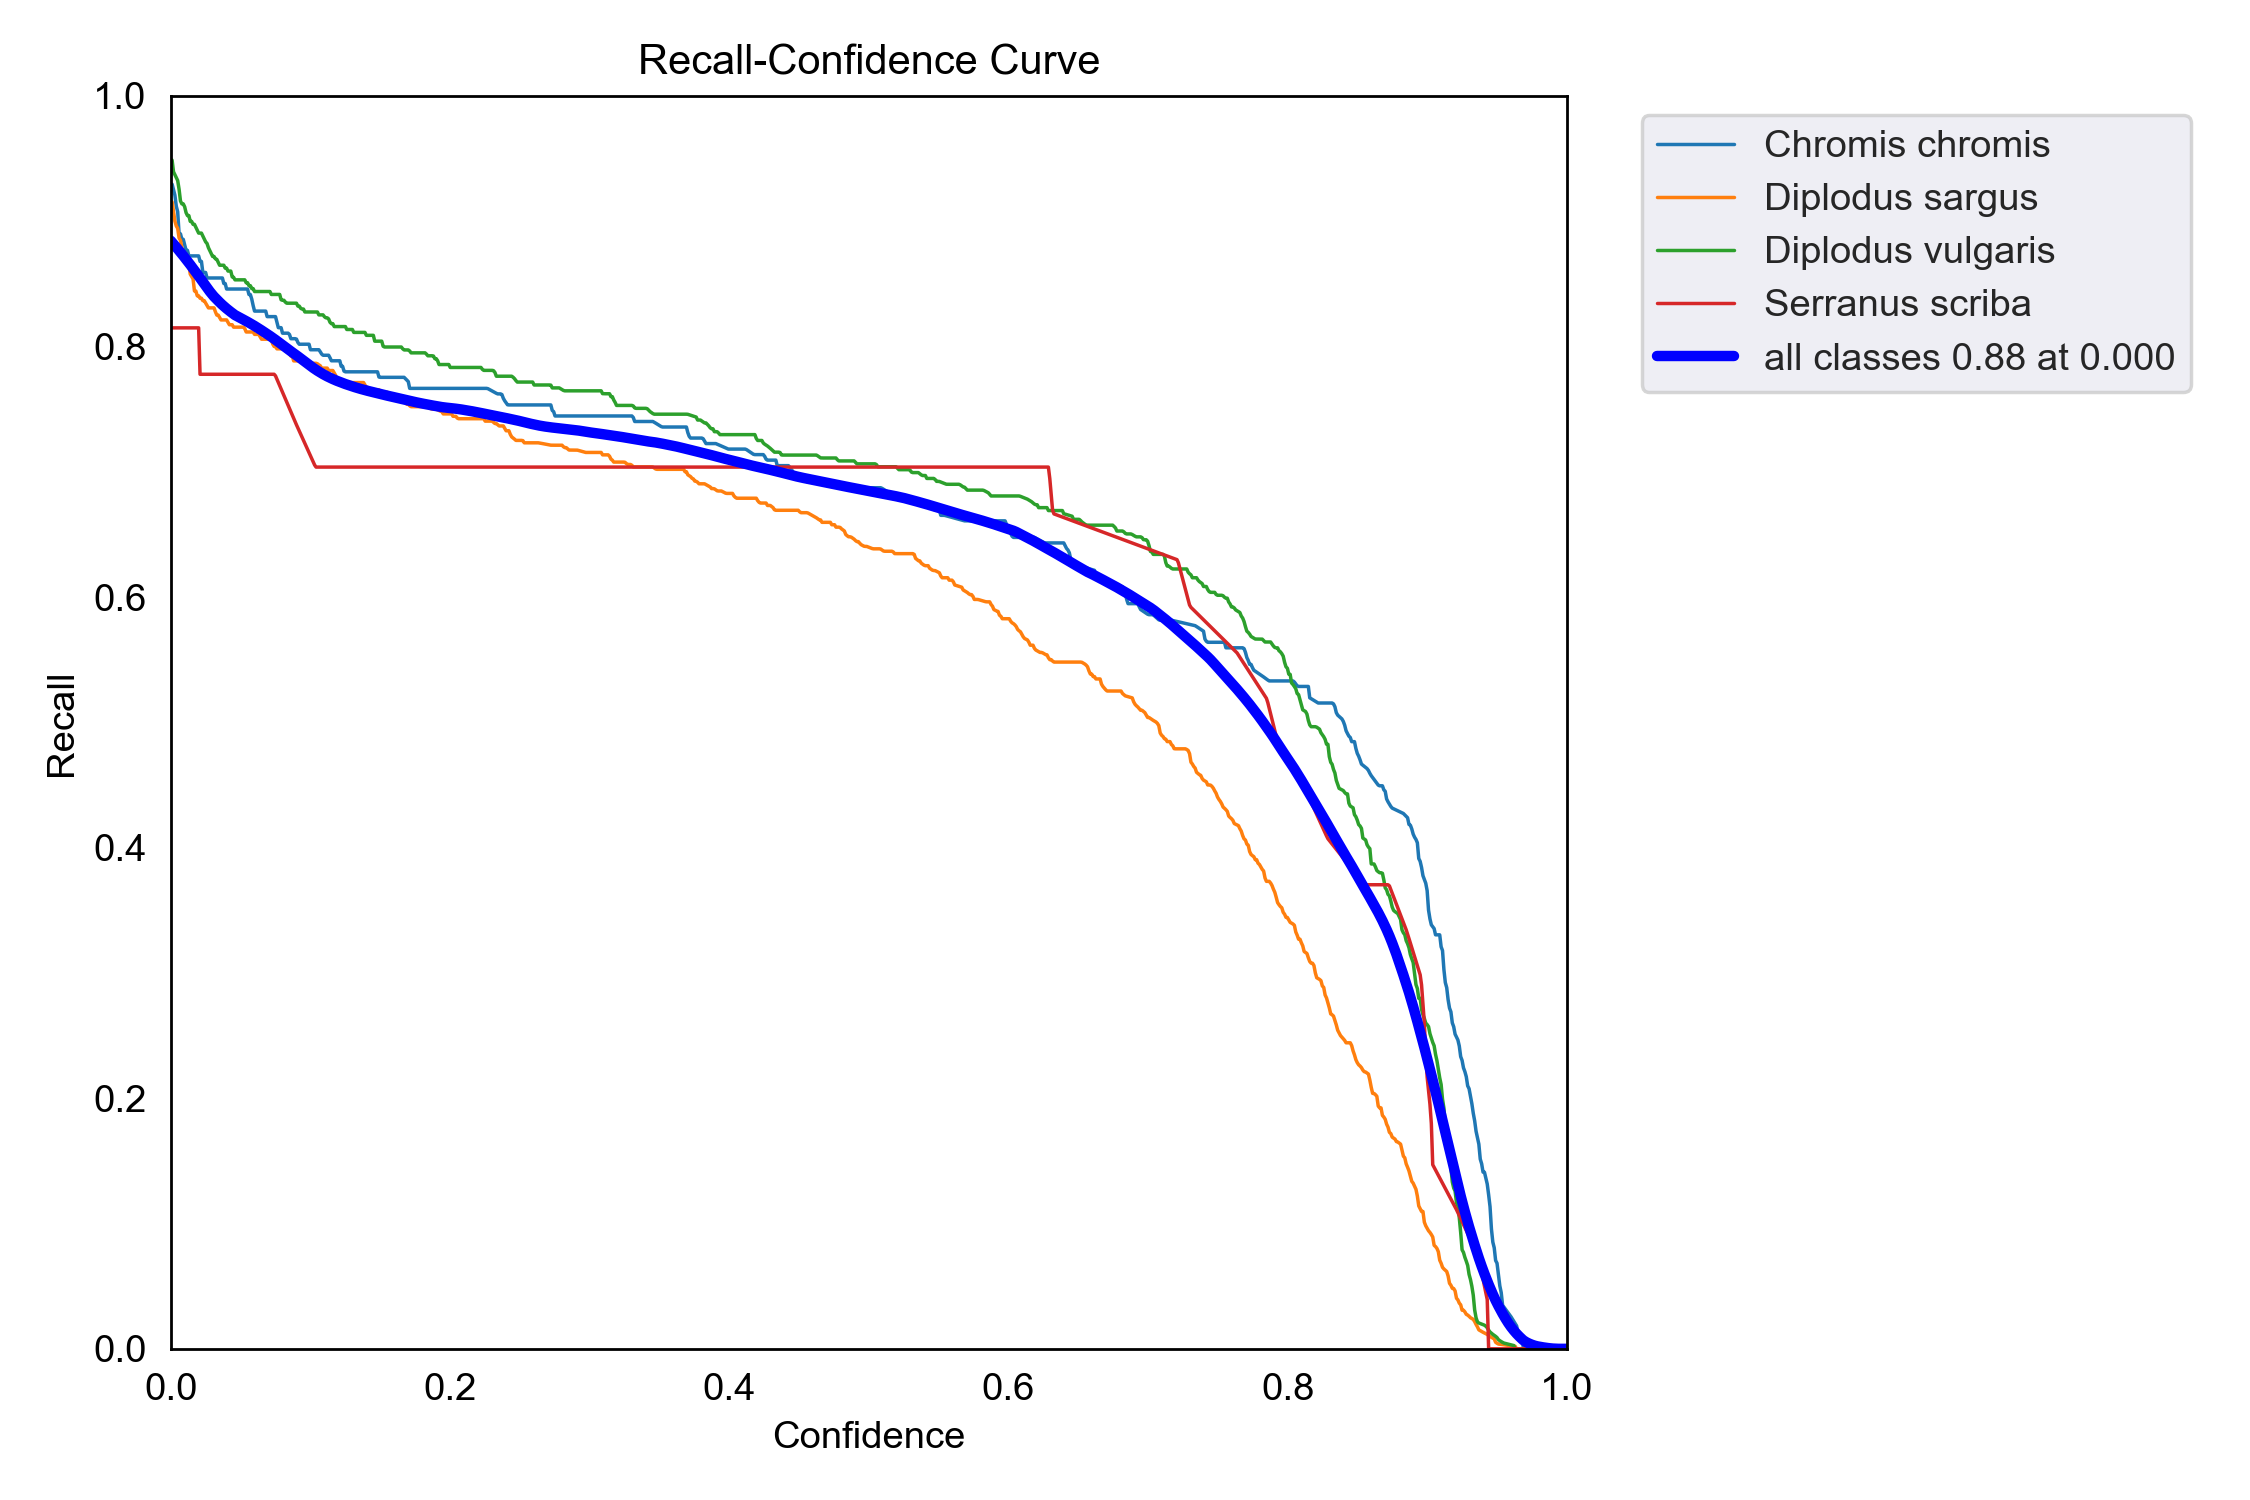 Recall-Confidence Curve
1.0
0.8
0.6
0.4
0.2
0.0
Recall
0.0 0.2 0.4 0.6 0.8 1.0
Confidence
Chromis chromis
Diplodus sargus
Diplodus vulgaris
Serranus scriba
all classes 0.88 at 0.000